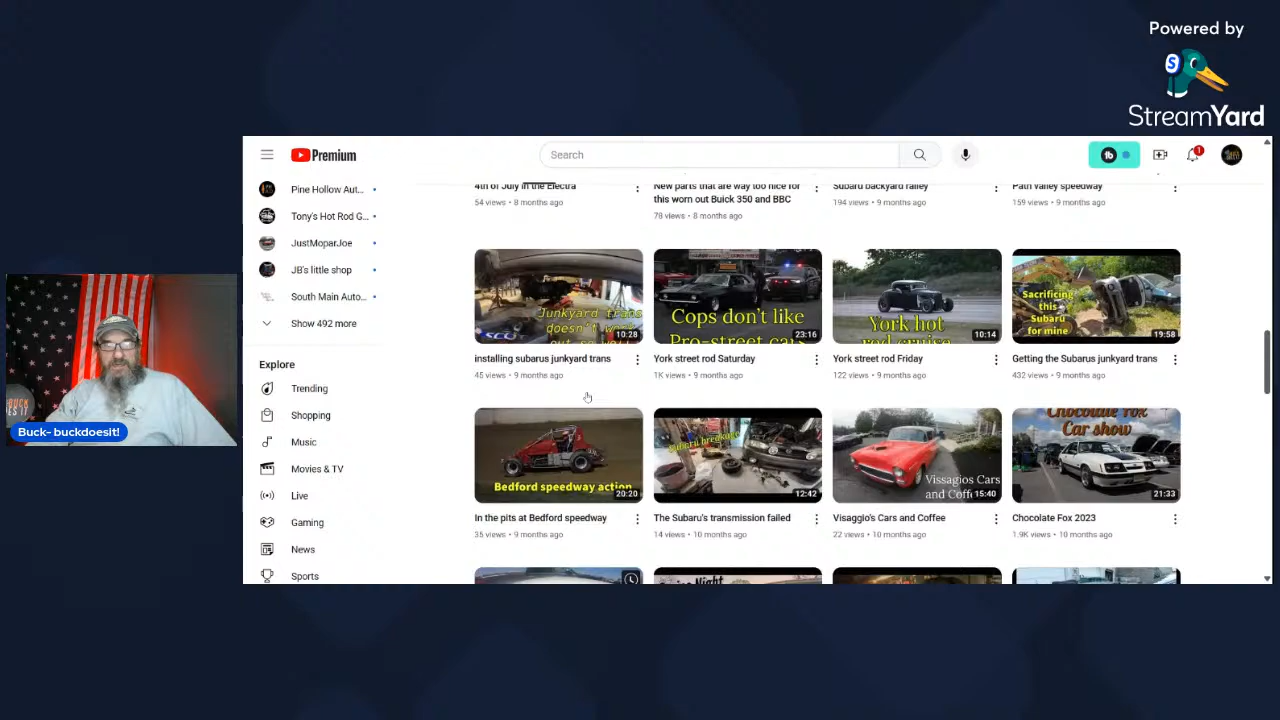 Powered by
StreamYard
Premium
Search
1
Pine Hollow Aut...
Tony's Hot Rod G...
JustMoparJoe
JB's little shop
South Main Auto...
Show 492 more
Explore
Trending
Shopping
Music
Movies & TV
Live
Gaming
News
Sports
4th of July in the Electra
54 views • 8 months ago
New parts that are way too nice for
this worn out Buick 350 and BBC
78 views • 8 months ago
Subaru backyard ralley
194 views • 9 months ago
Path valley speedway
159 views • 9 months ago
Junkyard trans
doesn't
10:28
installing subarus junkyard trans
45 views • 9 months ago
Cops don't like
Pro-street cars
23:16
York street rod Saturday
1K views • 9 months ago
York hot
rod cruise
10:14
York street rod Friday
122 views • 9 months ago
Sacrificing
this
Subaru
for mine
19:58
Getting the Subarus junkyard trans
432 views • 9 months ago
Bedford speedway action
20:20
In the pits at Bedford speedway
35 views • 9 months ago
Subaru breakage
12:42
The Subaru's transmission failed
14 views • 10 months ago
Vissagios Cars
and Coffe
15:40
Visaggio's Cars and Coffee
22 views • 10 months ago
Chocolate Fox
Car show
21:33
Chocolate Fox 2023
1.9K views • 10 months ago
Buck- buckdoesit!